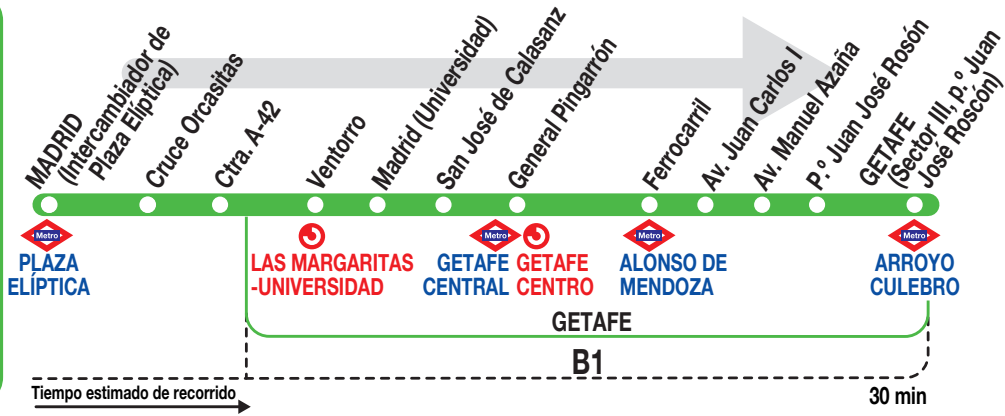 MADRID
(Intercambiador de
Plaza Elíptica)
Cruce Orcasitas
Ctra. A-42
Ventorro
Madrid (Universidad)
San José de Calasanz
General Pingarrón
Ferrocarril
Av. Juan Carlos I
Av. Manuel Azaña
P.º Juan José Rosón
GETAFE
(Sector III, p.º Juan
José Roscón)
Metro
PLAZA
ELÍPTICA
LAS MARGARITAS
-UNIVERSIDAD
Metro
GETAFE
CENTRAL
GETAFE
CENTRO
Metro
ALONSO DE
MENDOZA
Metro
ARROYO
CULEBRO
GETAFE
B1
Tiempo estimado de recorrido
30 min